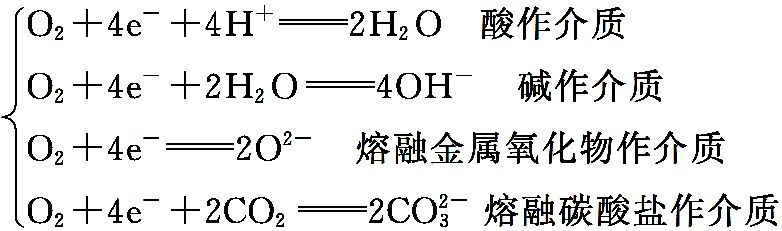 O₂+4e⁻+4H⁺══2H₂O 酸作介质
O₂+4e⁻+2H₂O══4OH⁻ 碱作介质
O₂+4e⁻══2O²⁻ 熔融金属氧化物作介质
O₂+4e⁻+2CO₂══2CO₃²⁻ 熔融碳酸盐作介质